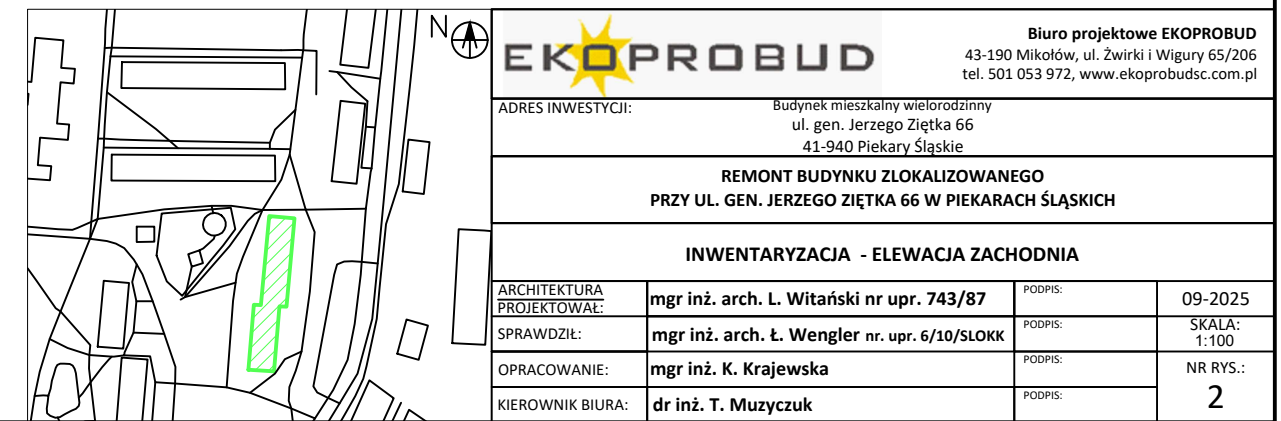 N
EKOPROBUD
Biuro projektowe EKOPROBUD
43-190 Mikołów, ul. Żwirki i Wigury 65/206
tel. 501 053 972, www.ekoprobudsc.com.pl
ADRES INWESTYCJI:
Budynek mieszkalny wielorodzinny
ul. gen. Jerzego Ziętka 66
41-940 Piekary Śląskie
REMONT BUDYNKU ZLOKALIZOWANEGO
PRZY UL. GEN. JERZEGO ZIĘTKA 66 W PIEKARACH ŚLĄSKICH
INWENTARYZACJA - ELEWACJA ZACHODNIA
ARCHITEKTURA
PROJEKTOWAŁ:
mgr inż. arch. L. Witański nr upr. 743/87
PODPIS:
09-2025
SPRAWDZIŁ:
mgr inż. arch. Ł. Wengler nr. upr. 6/10/SLOKK
PODPIS:
SKALA:
1:100
OPRACOWANIE:
mgr inż. K. Krajewska
PODPIS:
NR RYS.:
2
KIEROWNIK BIURA:
dr inż. T. Muzyczuk
PODPIS: